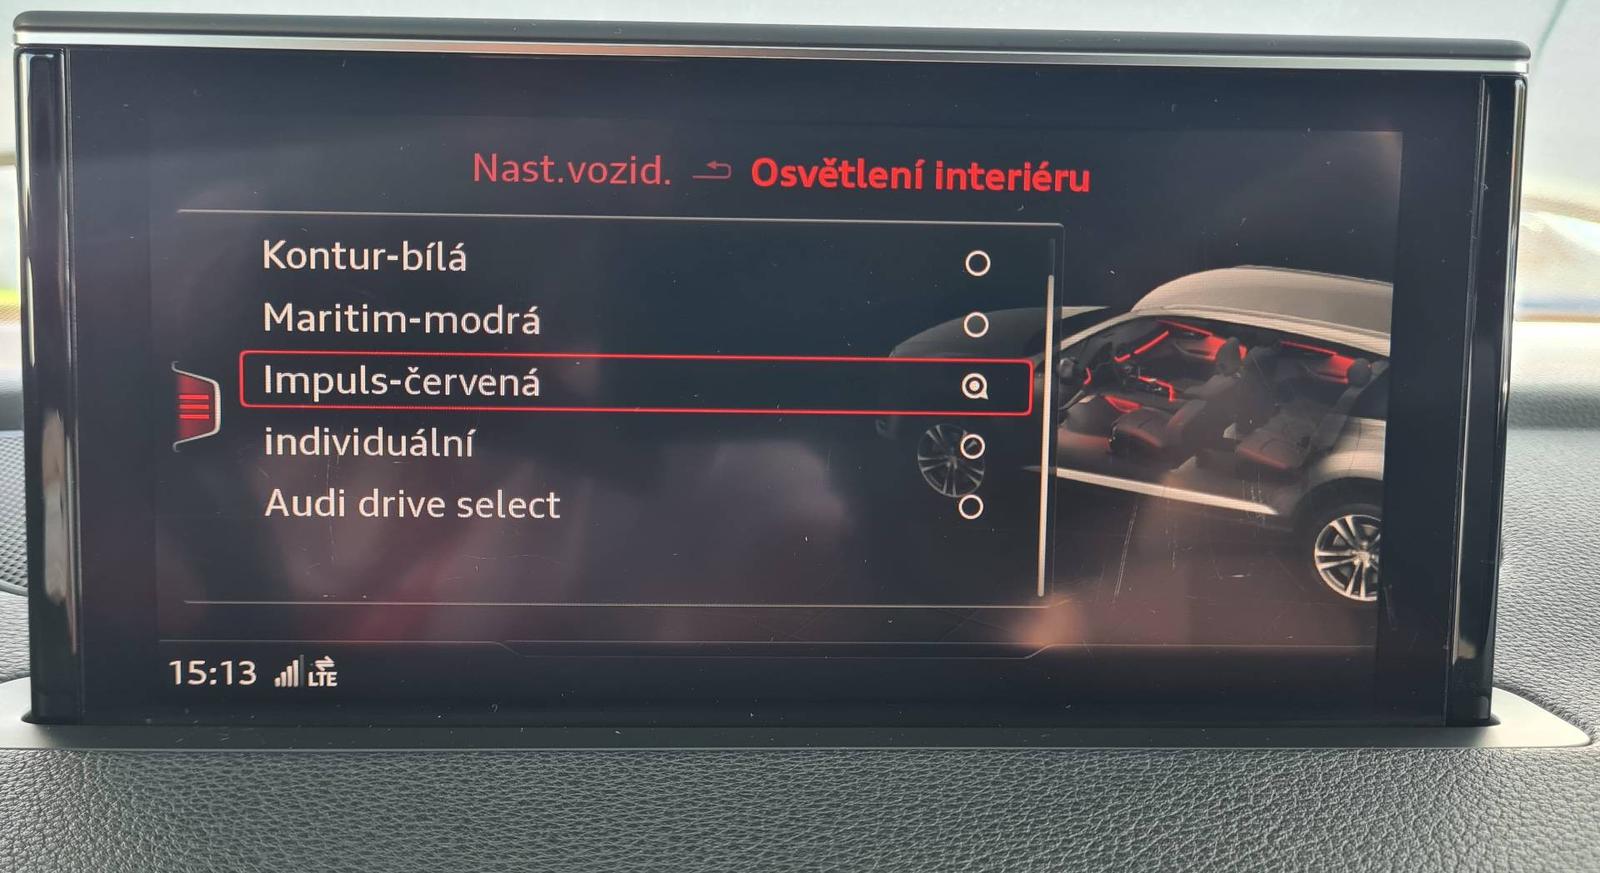 Nast.vozid. Osvětlení interiéru
Kontur-bílá
Maritim-modrá
Impuls-červená
individuální
Audi drive select
15:13 LTE